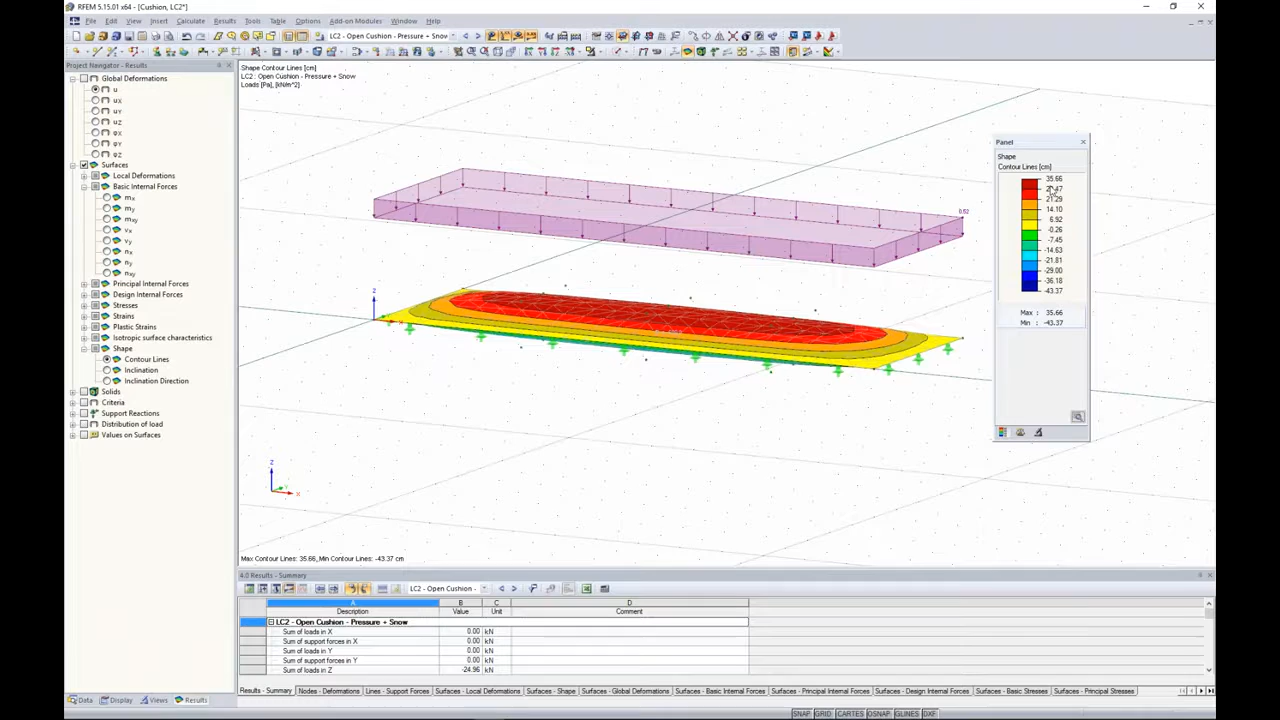 RFEM 5.15.01 x64 - [Cushion, LC2*]
File Edit View Insert Calculate Results Tools Table Options Add-on Modules Window Help
LC2 - Open Cushion - Pressure + Snow
Project Navigator - Results
Global Deformations
u
uX
uY
uZ
φX
φY
φZ
Surfaces
Local Deformations
Basic Internal Forces
mx
my
mxy
vx
vy
nx
ny
nxy
Principal Internal Forces
Design Internal Forces
Stresses
Strains
Plastic Strains
Isotropic surface characteristics
Shape
Contour Lines
Inclination
Inclination Direction
Solids
Criteria
Support Reactions
Distribution of load
Values on Surfaces
Data Display Views Results
Shape Contour Lines [cm]
LC2 : Open Cushion - Pressure + Snow
Loads [Pa], [kN/m^2]
0.52
Z
X
Z
Y
X
Max Contour Lines: 35.66, Min Contour Lines: -43.37 cm
Panel
Shape
Contour Lines [cm]
35.66
21.29
14.10
6.92
-0.26
-7.45
-14.63
-21.81
-29.00
-36.18
-43.37
Max : 35.66
Min : -43.37
4.0 Results - Summary
LC2 - Open Cushion -
A B C D
Description Value Unit Comment
LC2 - Open Cushion - Pressure + Snow
Sum of loads in X 0.00 kN
Sum of support forces in X 0.00 kN
Sum of loads in Y 0.00 kN
Sum of support forces in Y 0.00 kN
Sum of loads in Z -24.96 kN
Results - Summary Nodes - Deformations Lines - Support Forces Surfaces - Local Deformations Surfaces - Shape Surfaces - Global Deformations Surfaces - Basic Internal Forces Surfaces - Principal Internal Forces Surfaces - Design Internal Forces Surfaces - Basic Stresses Surfaces - Principal Stresses
SNAP GRID CARTES OSNAP GLINES DXF